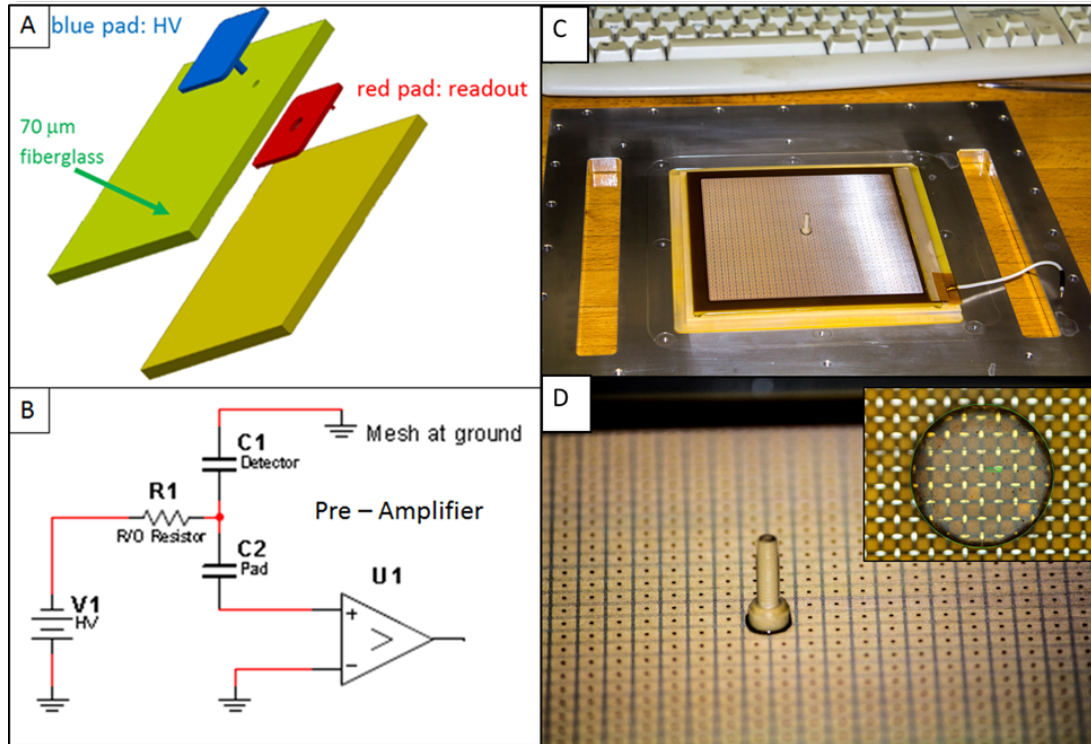 A
blue pad: HV
red pad: readout
70 μm
fiberglass
B
C1
Detector
Mesh at ground
R1
R/O Resistor
Pre – Amplifier
C2
Pad
U1
+
>
−
V1
HV
C
D